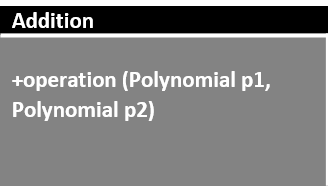 Addition
+operation (Polynomial p1,
Polynomial p2)